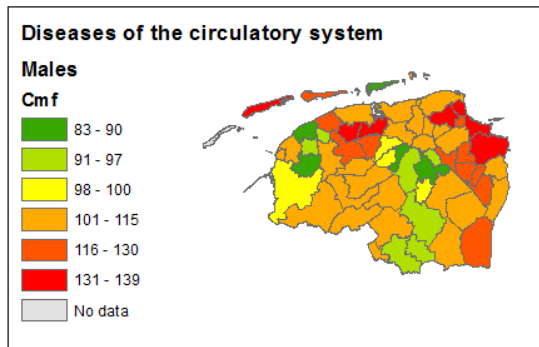 Diseases of the circulatory system
Males
Cmf
83 - 90
91 - 97
98 - 100
101 - 115
116 - 130
131 - 139
No data